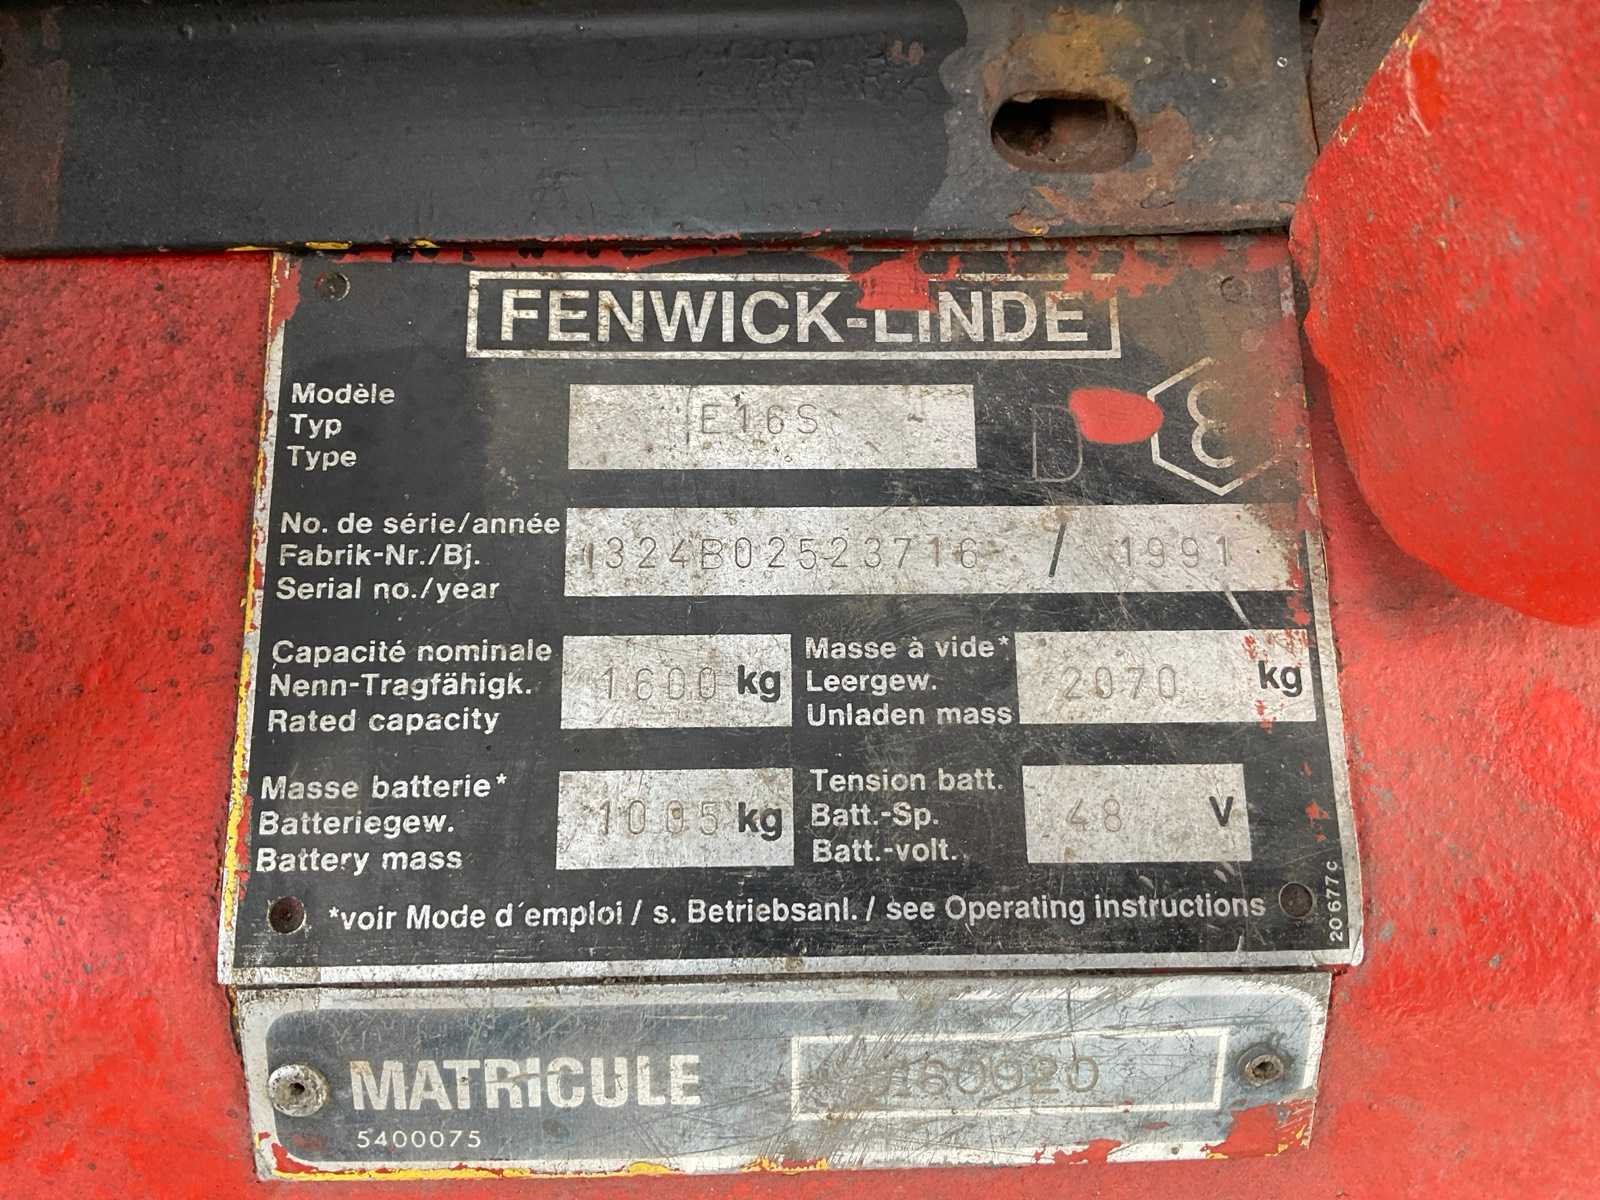 FENWICK-LINDE
Modèle
Typ
Type
E16S
D
No. de série/année
Fabrik-Nr./Bj.
Serial no./year
1324B02523716 / 1991
Capacité nominale
Nenn-Tragfähigk.
Rated capacity
1600 kg
Masse à vide*
Leergew.
Unladen mass
2070 kg
Masse batterie*
Batteriegew.
Battery mass
1005 kg
Tension batt.
Batt.-Sp.
Batt.-volt.
48 V
*voir Mode d'emploi / s. Betriebsanl. / see Operating instructions
20677C
MATRICULE
160920
5400075